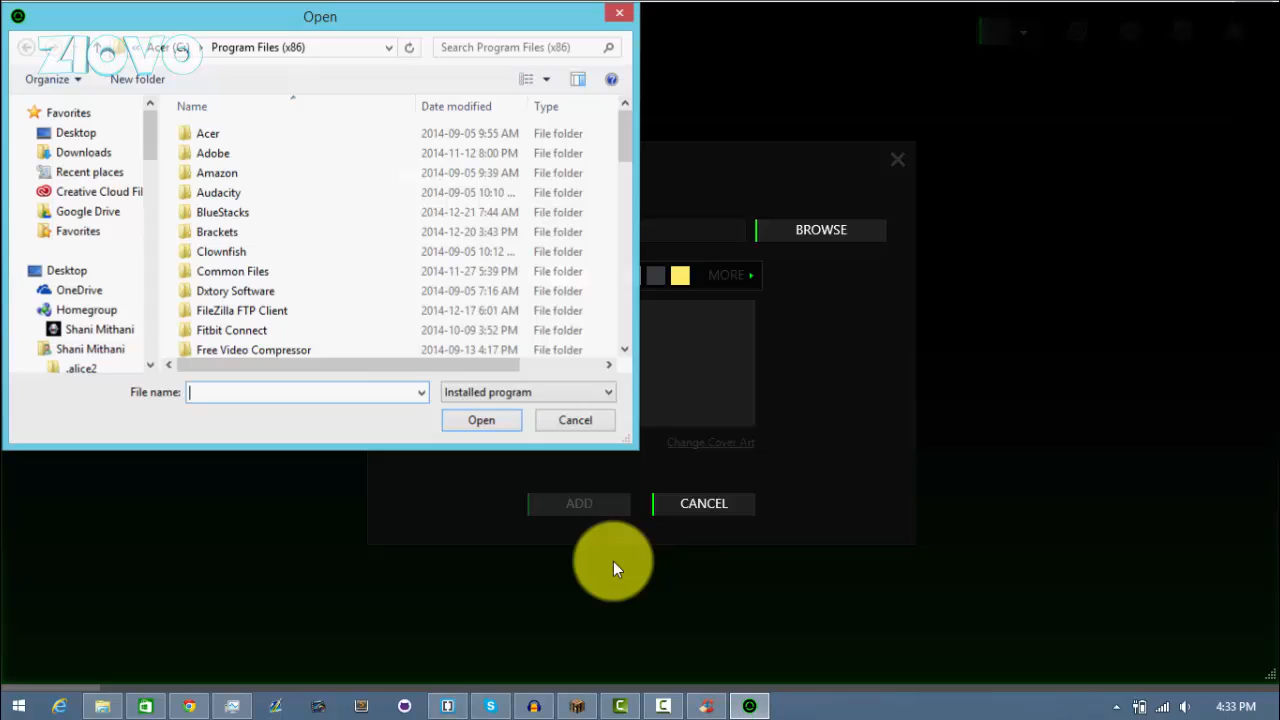 Open
Acer (C:) Program Files (x86)
Search Program Files (x86)
ZIOVO
Organize
New folder
Name
Date modified
Type
Favorites
Desktop
Downloads
Recent places
Creative Cloud Fil
Google Drive
Favorites
Desktop
OneDrive
Homegroup
Shani Mithani
Shani Mithani
.alice2
Acer 2014-09-05 9:55 AM File folder
Adobe 2014-11-12 8:00 PM File folder
Amazon 2014-09-05 9:39 AM File folder
Audacity 2014-09-05 10:10 ... File folder
BlueStacks 2014-12-21 7:44 AM File folder
Brackets 2014-12-20 3:43 PM File folder
Clownfish 2014-09-05 10:12 ... File folder
Common Files 2014-11-27 5:39 PM File folder
Dxtory Software 2014-09-05 7:16 AM File folder
FileZilla FTP Client 2014-12-17 6:01 AM File folder
Fitbit Connect 2014-10-09 3:52 PM File folder
Free Video Compressor 2014-09-13 4:17 PM File folder
File name:
Installed program
Open
Cancel
BROWSE
MORE
Change Cover Art
ADD
CANCEL
4:33 PM